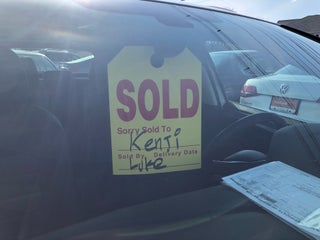 SOLD
Sorry Sold To
Kenji
Sold By Delivery Date
Luke